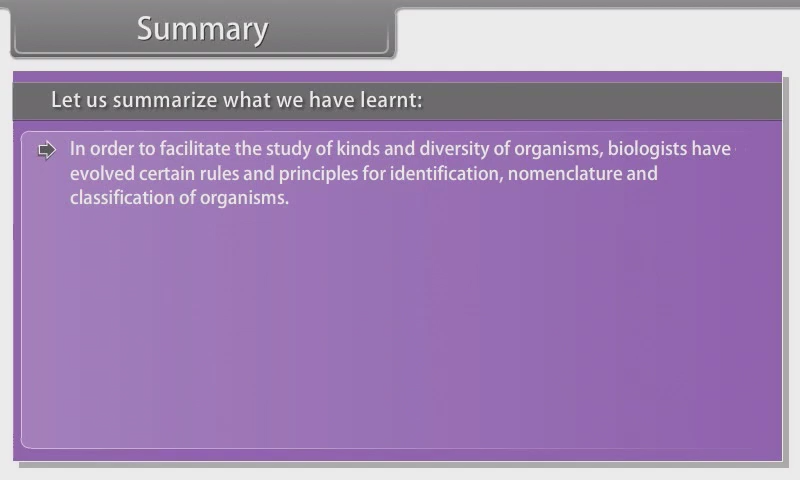 Summary
Let us summarize what we have learnt:
In order to facilitate the study of kinds and diversity of organisms, biologists have
evolved certain rules and principles for identification, nomenclature and
classification of organisms.